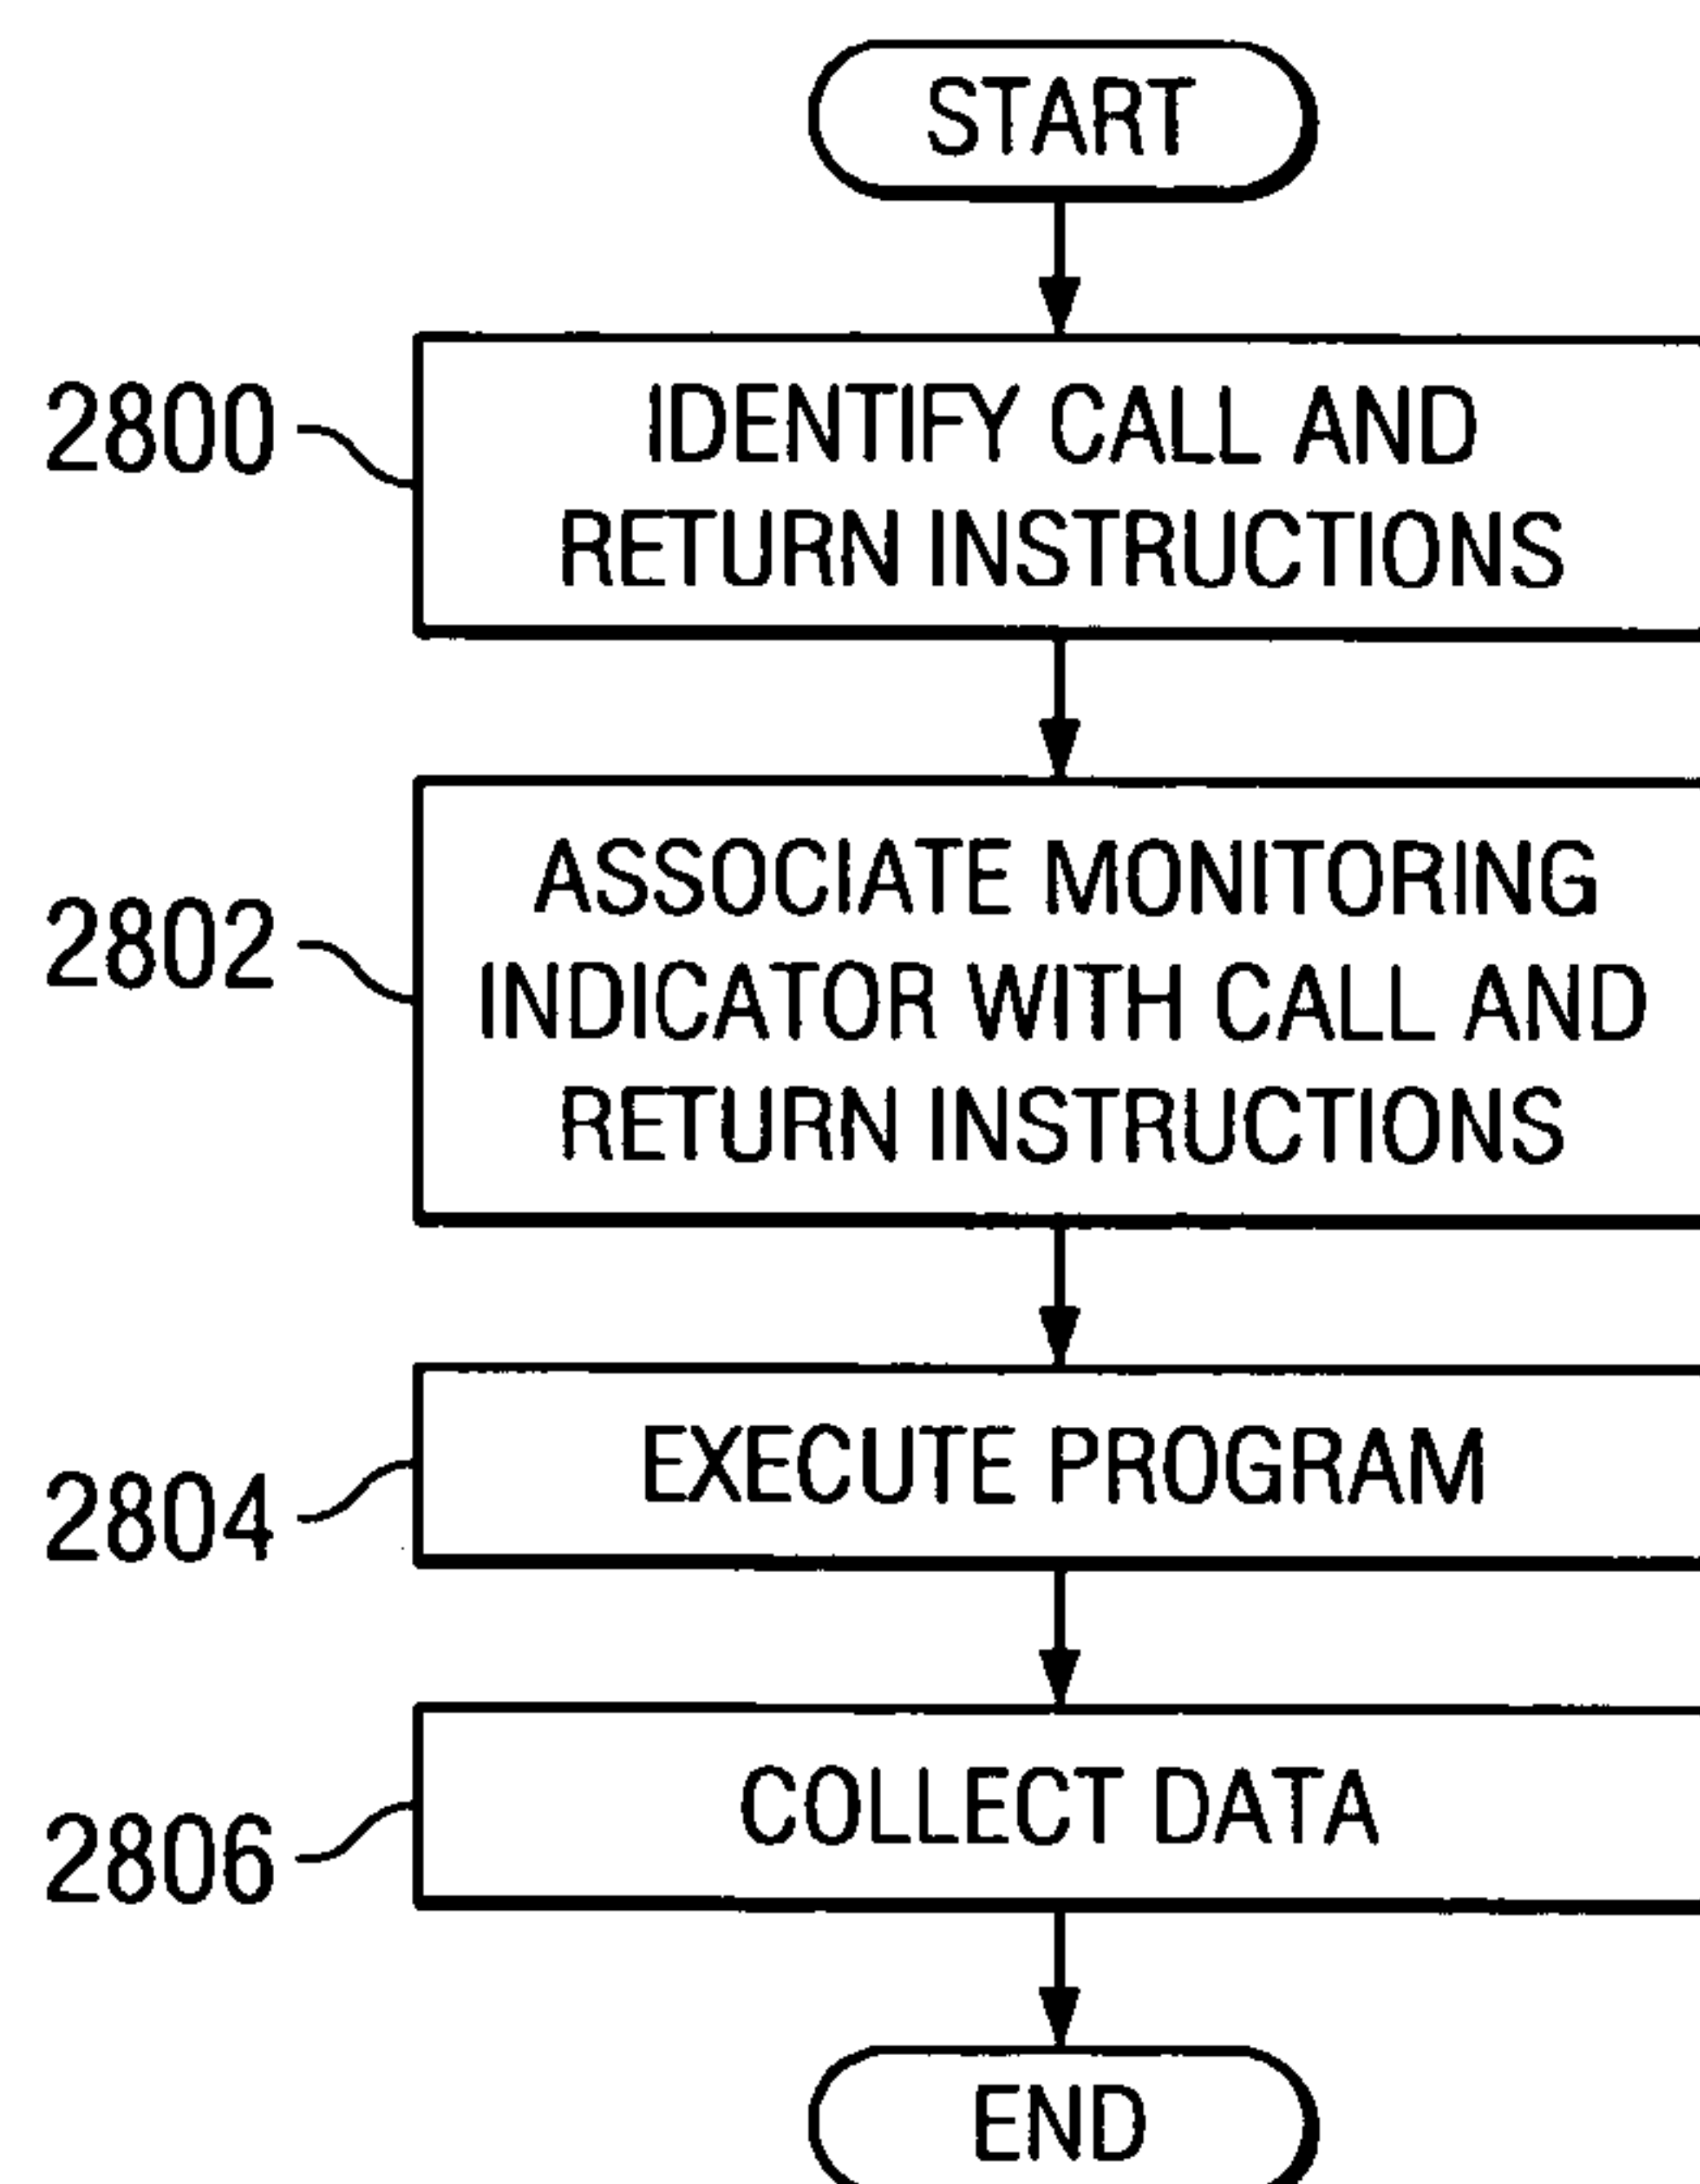 START
2800
IDENTIFY CALL AND
RETURN INSTRUCTIONS
2802
ASSOCIATE MONITORING
INDICATOR WITH CALL AND
RETURN INSTRUCTIONS
2804
EXECUTE PROGRAM
2806
COLLECT DATA
END